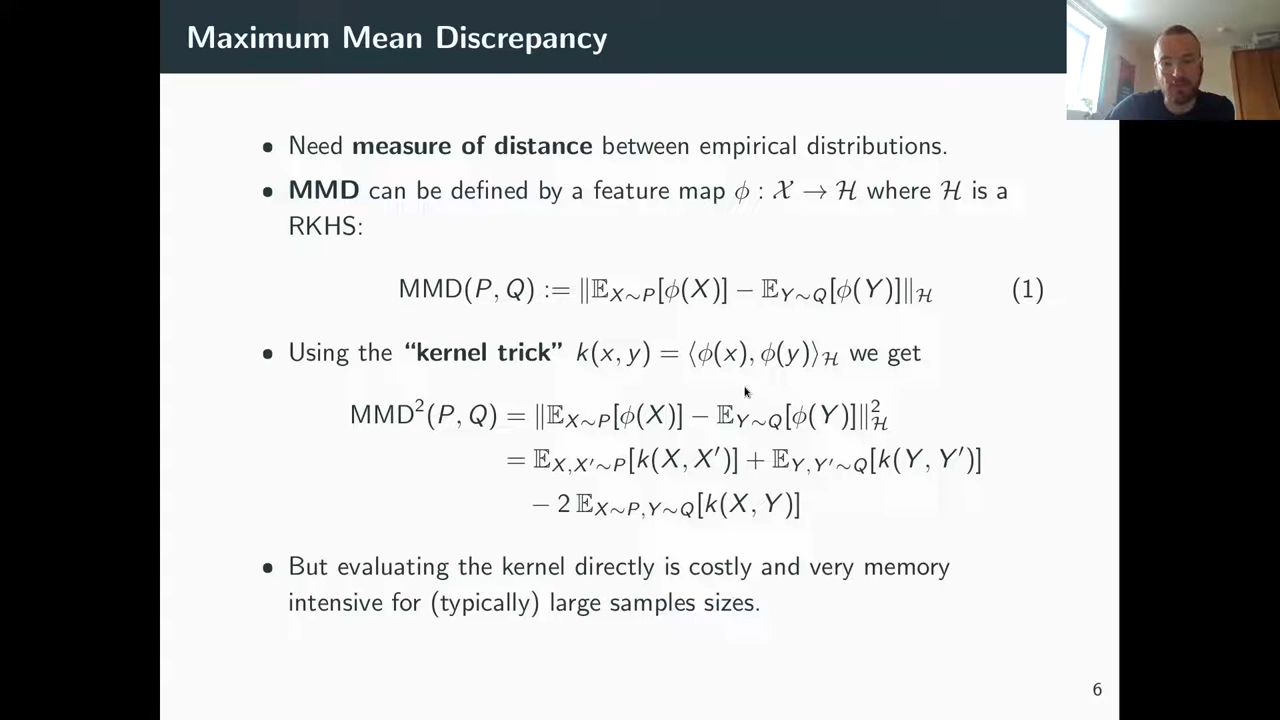 Maximum Mean Discrepancy
• Need measure of distance between empirical distributions.
• MMD can be defined by a feature map ϕ : 𝒳 → ℋ where ℋ is a
RKHS:
MMD(P, Q) := ‖𝔼_{X∼P}[ϕ(X)] − 𝔼_{Y∼Q}[ϕ(Y)]‖_ℋ (1)
• Using the “kernel trick” k(x, y) = ⟨ϕ(x), ϕ(y)⟩_ℋ we get
MMD²(P, Q) = ‖𝔼_{X∼P}[ϕ(X)] − 𝔼_{Y∼Q}[ϕ(Y)]‖²_ℋ
= 𝔼_{X,X′∼P}[k(X, X′)] + 𝔼_{Y,Y′∼Q}[k(Y, Y′)]
− 2 𝔼_{X∼P,Y∼Q}[k(X, Y)]
• But evaluating the kernel directly is costly and very memory
intensive for (typically) large samples sizes.
6